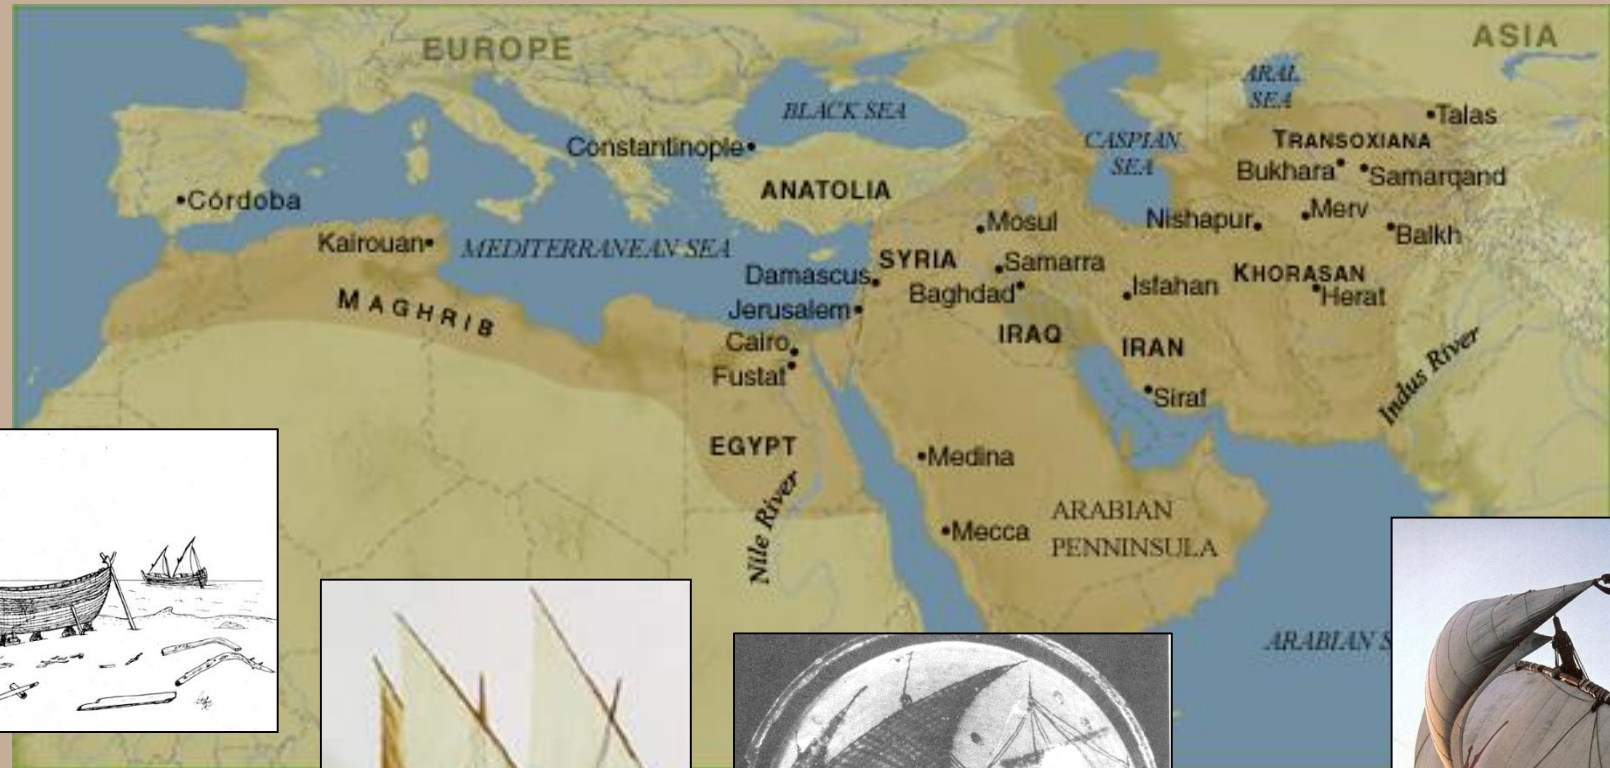 EUROPE
ASIA
ARAL
SEA
BLACK SEA
Talas
CASPIAN
SEA
TRANSOXIANA
Constantinople
Bukhara
Samarqand
ANATOLIA
Córdoba
Merv
Mosul
Nishapur
Balkh
Kairouan
MEDITERRANEAN SEA
SYRIA
Samarra
Damascus
KHORASAN
Isfahan
Baghdad
Herat
MAGHRIB
Jerusalem
IRAQ
Cairo
IRAN
Fustat
Siraf
Indus River
EGYPT
Medina
Nile River
ARABIAN
PENNINSULA
Mecca
ARABIAN S